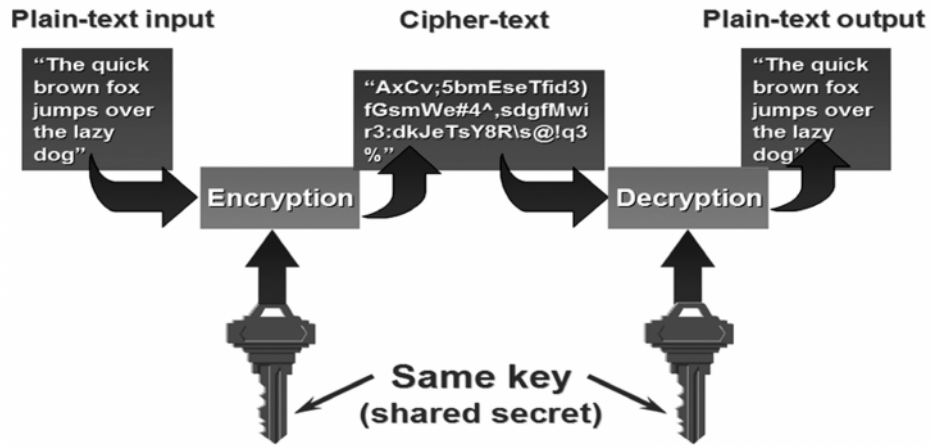 Plain-text input
Cipher-text
Plain-text output
“The quick
brown fox
jumps over
the lazy
dog”
“AxCv;5bmEseTfid3)
fGsmWe#4^,sdgfMwi
r3:dkJeTsY8R\s@!q3
%”
“The quick
brown fox
jumps over
the lazy
dog”
Encryption
Decryption
Same key
(shared secret)